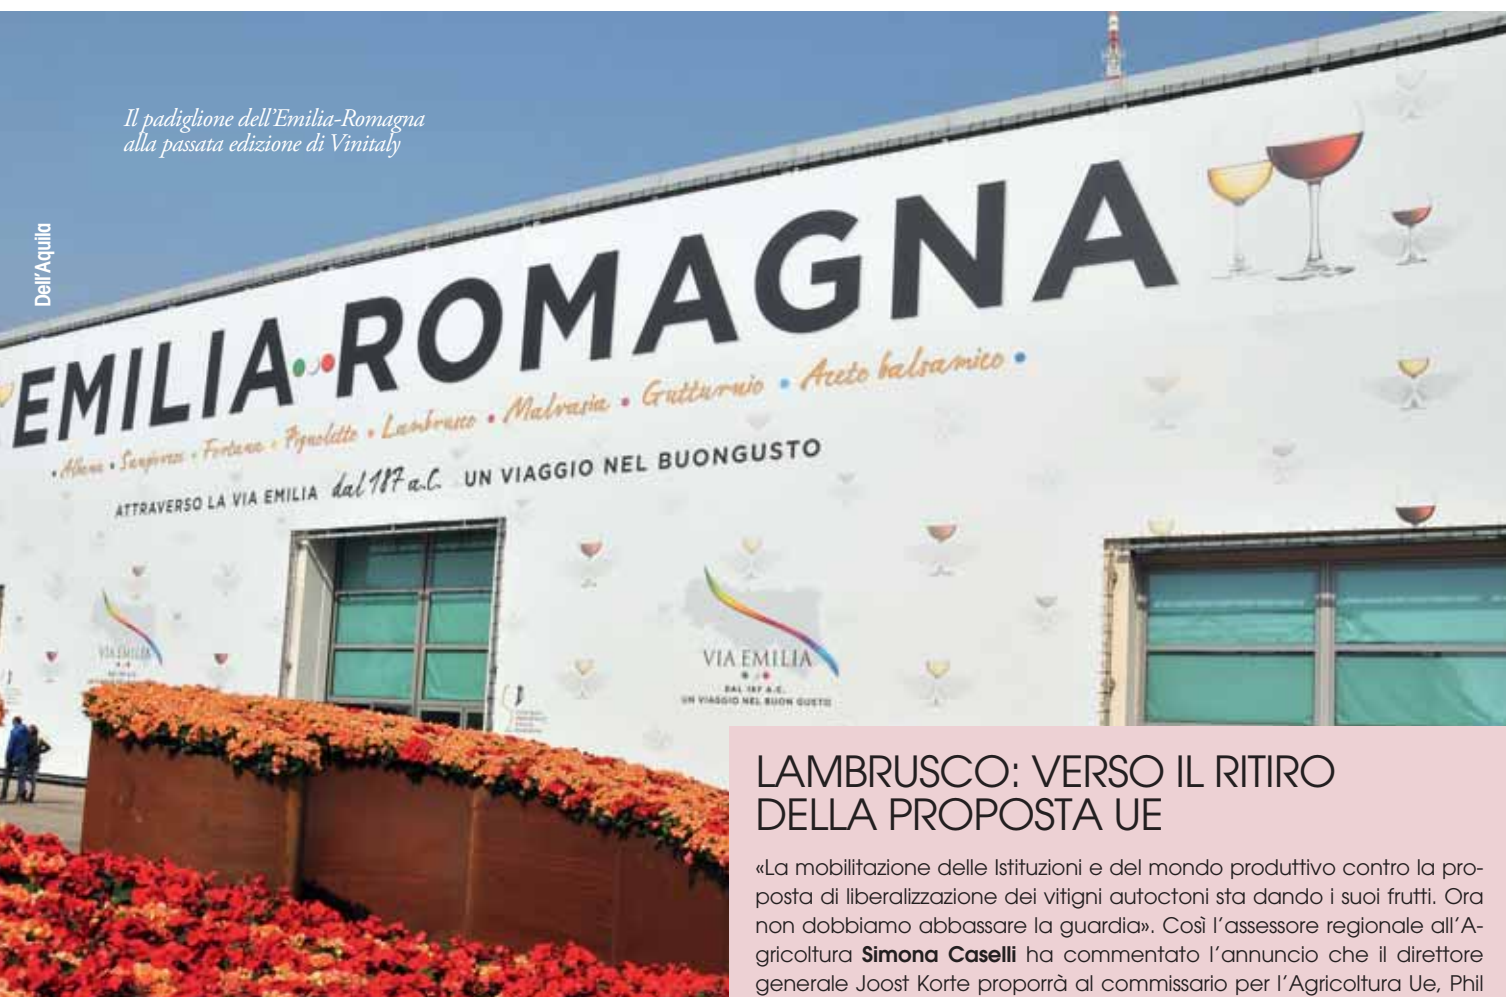 Il padiglione dell'Emilia-Romagna
alla passata edizione di Vinitaly
Dell'Aquila
EMILIA ROMAGNA
• Albana • Sangiovese • Fortana • Pignoletto • Lambrusco • Malvasia • Gutturnio • Aceto balsamico •
ATTRAVERSO LA VIA EMILIA dal 187 a.C. UN VIAGGIO NEL BUONGUSTO
VIA EMILIA
VIA EMILIA
DAL 187 A.C.
UN VIAGGIO NEL BUON GUSTO
LAMBRUSCO: VERSO IL RITIRO
DELLA PROPOSTA UE
«La mobilitazione delle Istituzioni e del mondo produttivo contro la pro-
posta di liberalizzazione dei vitigni autoctoni sta dando i suoi frutti. Ora
non dobbiamo abbassare la guardia». Così l'assessore regionale all'A-
gricoltura Simona Caselli ha commentato l'annuncio che il direttore
generale Joost Korte proporrà al commissario per l'Agricoltura Ue, Phil